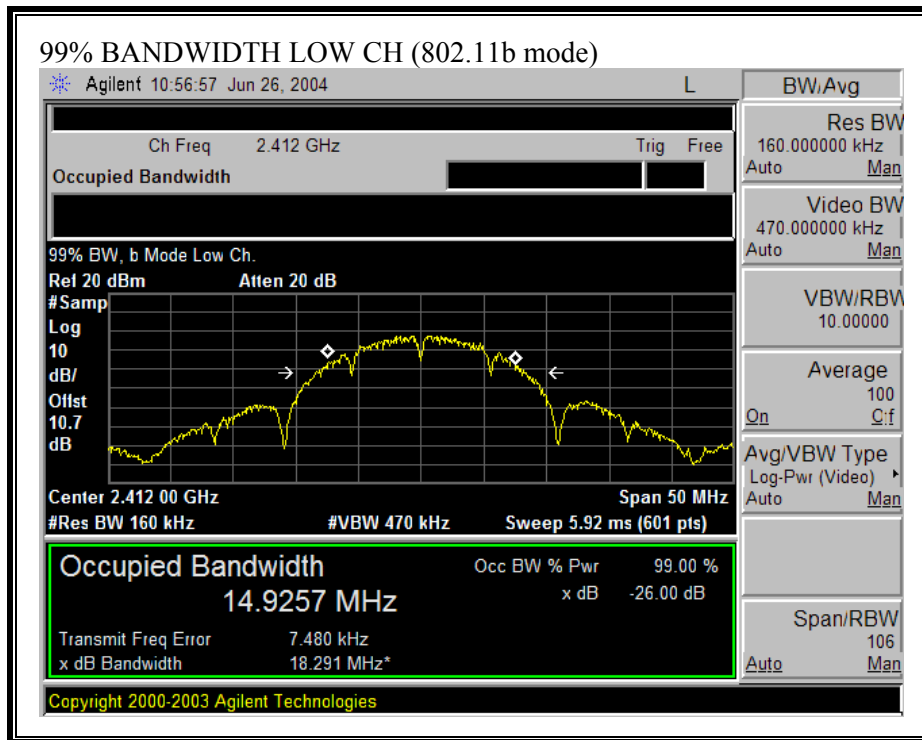 99% BANDWIDTH LOW CH (802.11b mode)
Agilent 10:56:57 Jun 26, 2004 L
Ch Freq 2.412 GHz Trig Free
Occupied Bandwidth
99% BW, b Mode Low Ch.
Ref 20 dBm Atten 20 dB
#Samp
Log
10
dB/
Offst
10.7
dB
Center 2.412 00 GHz Span 50 MHz
#Res BW 160 kHz #VBW 470 kHz Sweep 5.92 ms (601 pts)
Occupied Bandwidth Occ BW % Pwr 99.00 %
14.9257 MHz x dB -26.00 dB
Transmit Freq Error 7.480 kHz
x dB Bandwidth 18.291 MHz*
Copyright 2000-2003 Agilent Technologies
BW/Avg
Res BW
160.000000 kHz
Auto Man
Video BW
470.000000 kHz
Auto Man
VBW/RBW
10.00000
Average
100
On Off
Avg/VBW Type
Log-Pwr (Video)
Auto Man
Span/RBW
106
Auto Man